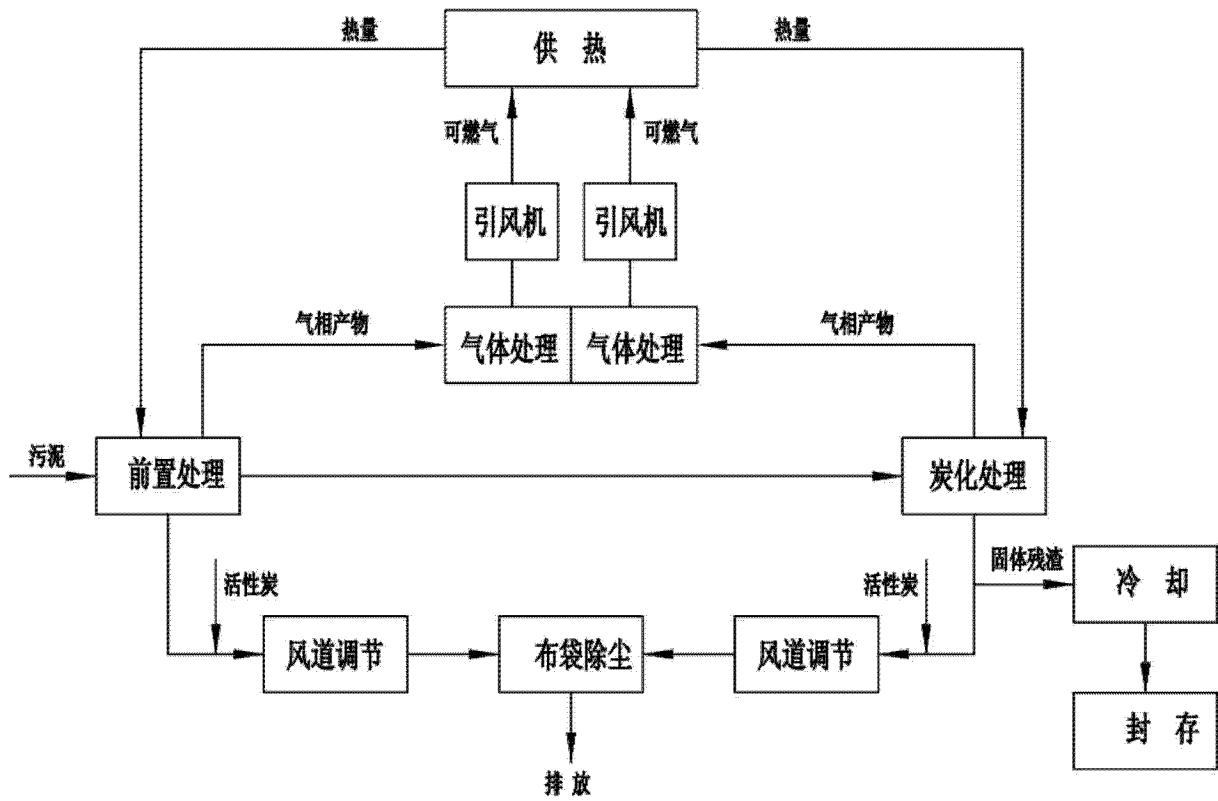 热量
供 热
热量
可燃气
可燃气
引风机
引风机
气相产物
气体处理
气体处理
气相产物
污泥
前置处理
炭化处理
活性炭
活性炭
固体残渣
冷 却
风道调节
布袋除尘
风道调节
封 存
排 放